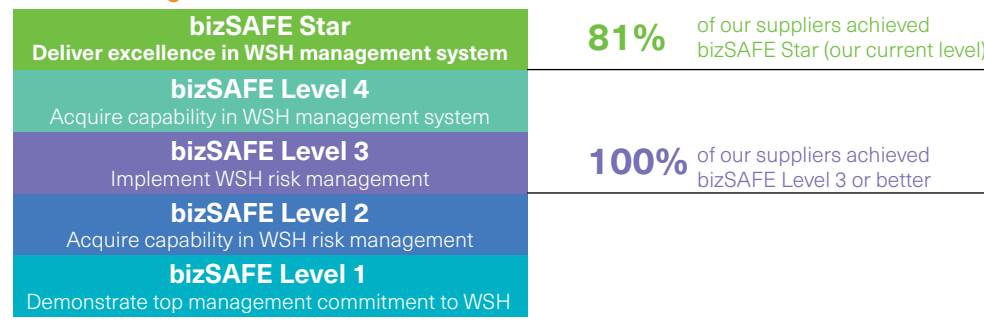 bizSAFE Star
Deliver excellence in WSH management system
81%
of our suppliers achieved
bizSAFE Star (our current level)
bizSAFE Level 4
Acquire capability in WSH management system
bizSAFE Level 3
Implement WSH risk management
100%
of our suppliers achieved
bizSAFE Level 3 or better
bizSAFE Level 2
Acquire capability in WSH risk management
bizSAFE Level 1
Demonstrate top management commitment to WSH